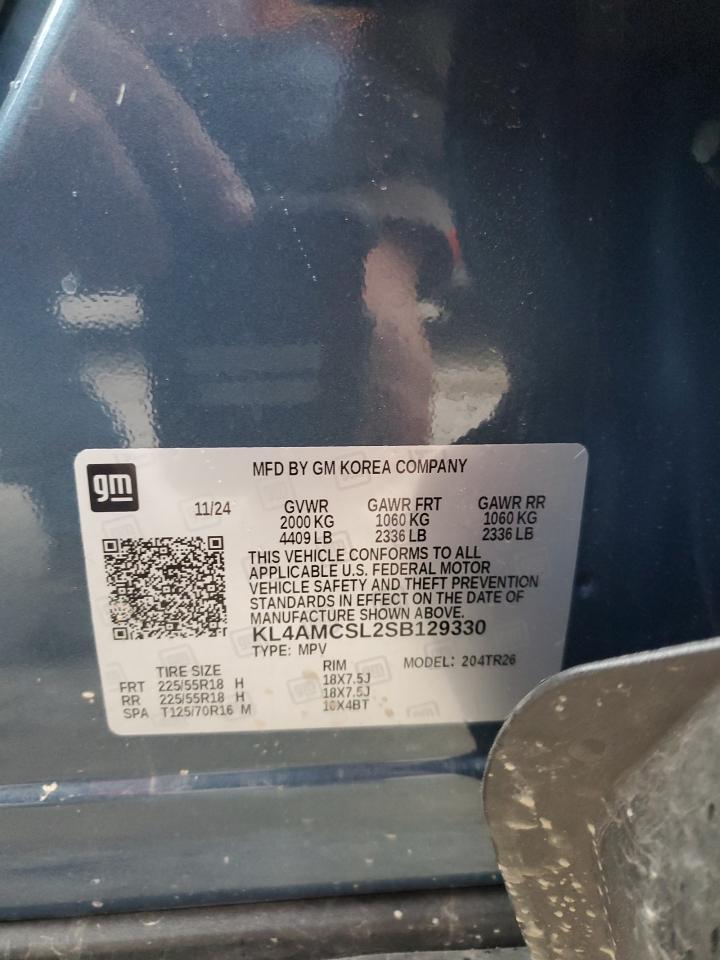 gm
MFD BY GM KOREA COMPANY
11/24 GVWR GAWR FRT GAWR RR
2000 KG 1060 KG 1060 KG
4409 LB 2336 LB 2336 LB
THIS VEHICLE CONFORMS TO ALL
APPLICABLE U.S. FEDERAL MOTOR
VEHICLE SAFETY AND THEFT PREVENTION
STANDARDS IN EFFECT ON THE DATE OF
MANUFACTURE SHOWN ABOVE.
KL4AMCSL2SB129330
TYPE: MPV
TIRE SIZE RIM MODEL: 204TR26
FRT 225/55R18 H 18X7.5J
RR 225/55R18 H 18X7.5J
SPA T125/70R16 M 16X4BT